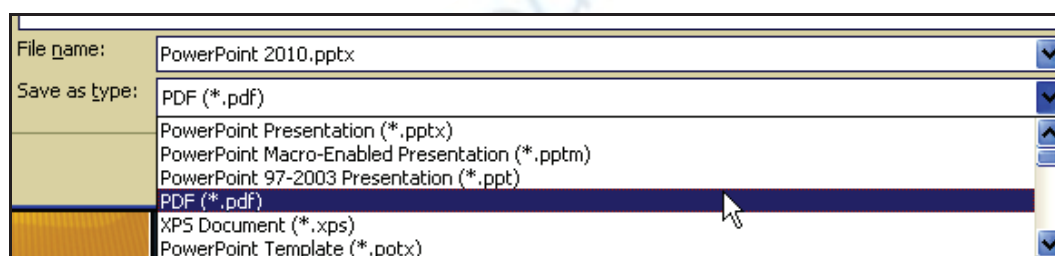 File name: PowerPoint 2010.pptx
Save as type: PDF (*.pdf)
PowerPoint Presentation (*.pptx)
PowerPoint Macro-Enabled Presentation (*.pptm)
PowerPoint 97-2003 Presentation (*.ppt)
PDF (*.pdf)
XPS Document (*.xps)
PowerPoint Template (*.potx)